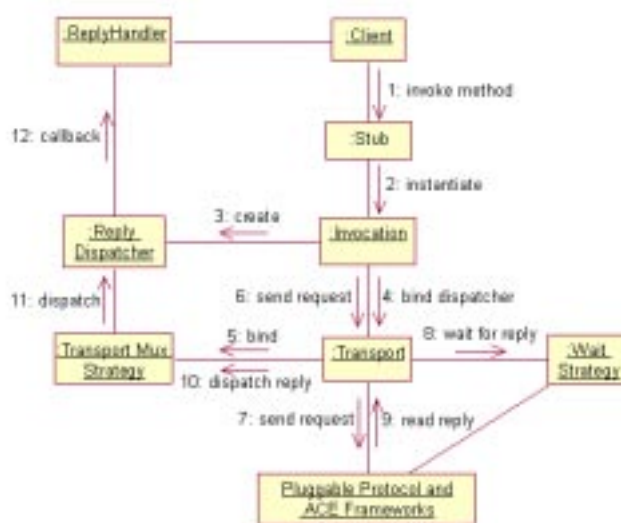 :ReplyHandler
:Client
1: invoke method
12: callback
:Stub
2: instantiate
3: create
:Reply
Dispatcher
:Invocation
11: dispatch
6: send request
4: bind dispatcher
5: bind
8: wait for reply
:Transport Mux
Strategy
:Transport
:Wait
Strategy
10: dispatch reply
7: send request
9: read reply
Pluggable Protocol and
ACE Frameworks